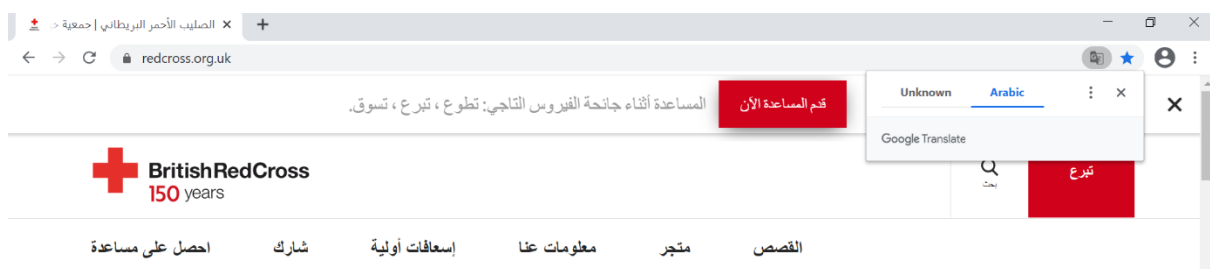 الصليب الأحمر البريطاني | جمعية
redcross.org.uk
Unknown Arabic
Google Translate
المساعدة أثناء جائحة الفيروس التاجي: تطوع ، تبرع ، تسوق.
قدم المساعدة الآن
BritishRedCross
150 years
بحث
تبرع
احصل على مساعدة شارك إسعافات أولية معلومات عنا متجر القصص